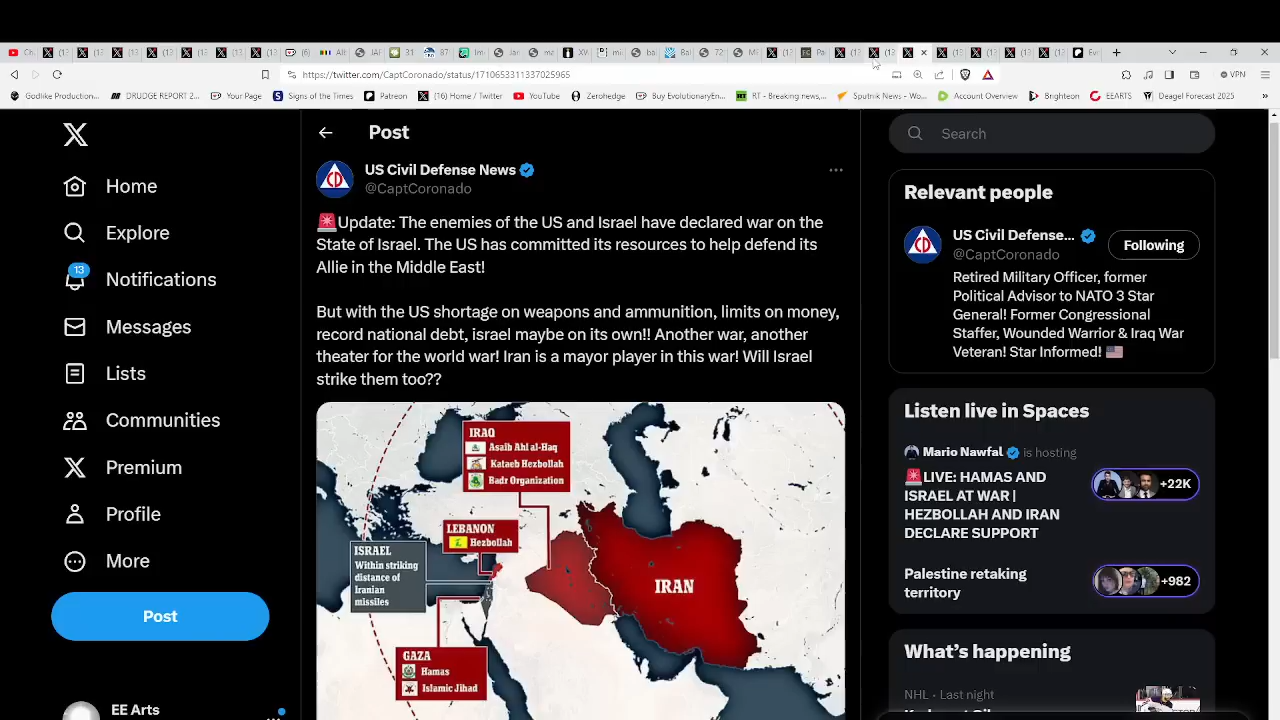 https://twitter.com/CaptCoronado/status/1710653311337025965
VPN
Godlike Production...
DRUDGE REPORT 2...
Your Page
Signs of the Times
Patreon
(16) Home / Twitter
YouTube
Zerohedge
Buy EvolutionaryEn...
RT - Breaking news,...
Sputnik News - Wo...
Account Overview
Brighteon
EEARTS
Deagel Forecast 2025
Home
Explore
13
Notifications
Messages
Lists
Communities
Premium
Profile
More
Post
EE Arts
Post
US Civil Defense News
@CaptCoronado
🚨Update: The enemies of the US and Israel have declared war on the
State of Israel. The US has committed its resources to help defend its
Allie in the Middle East!
But with the US shortage on weapons and ammunition, limits on money,
record national debt, israel maybe on its own!! Another war, another
theater for the world war! Iran is a mayor player in this war! Will Israel
strike them too??
IRAQ
Asaib Ahl al-Haq
Kataeb Hezbollah
Badr Organization
LEBANON
Hezbollah
ISRAEL
Within striking
distance of
Iranian
missiles
IRAN
GAZA
Hamas
Islamic Jihad
Search
Relevant people
US Civil Defense...
@CaptCoronado
Following
Retired Military Officer, former
Political Advisor to NATO 3 Star
General! Former Congressional
Staffer, Wounded Warrior & Iraq War
Veteran! Star Informed! 🇺🇸
Listen live in Spaces
Mario Nawfal is hosting
🚨LIVE: HAMAS AND
ISRAEL AT WAR |
HEZBOLLAH AND IRAN
DECLARE SUPPORT
+22K
Palestine retaking
territory
+982
What's happening
NHL · Last night